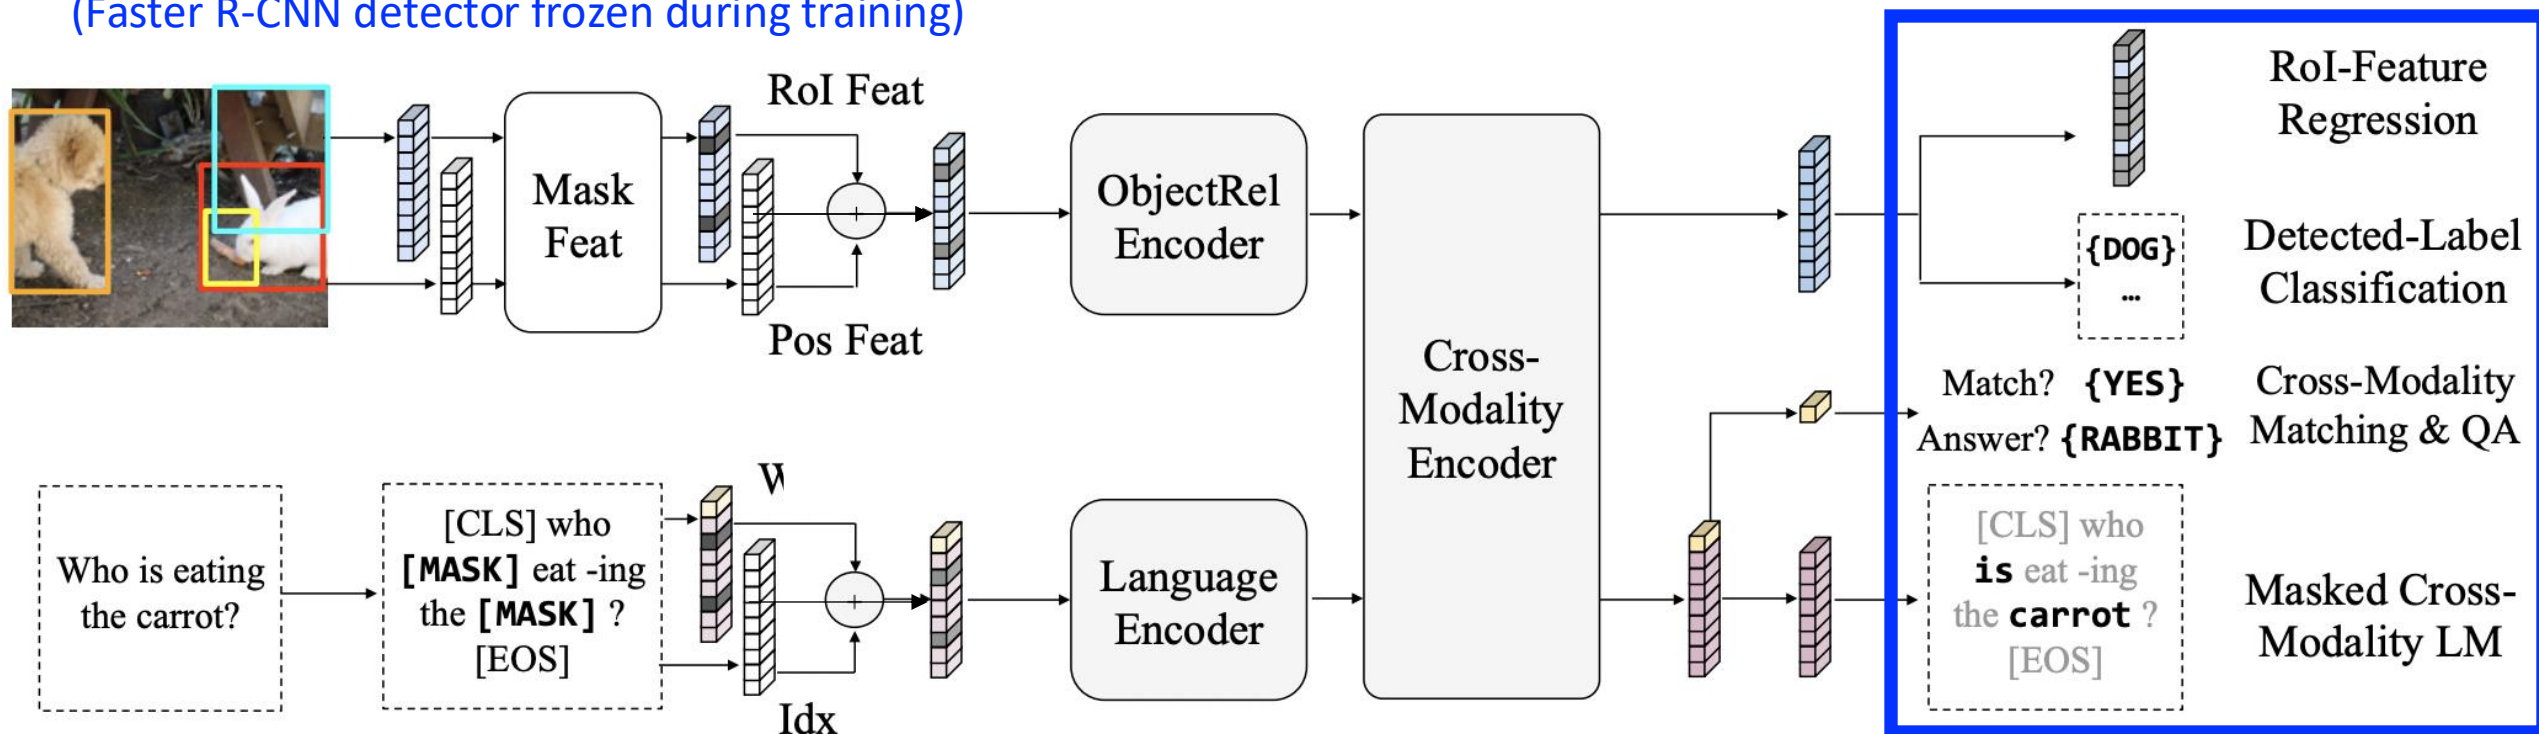 (Faster R-CNN detector frozen during training)
RoI Feat
Mask
Feat
Pos Feat
ObjectRel
Encoder
Cross-
Modality
Encoder
RoI-Feature
Regression
{DOG}
...
Detected-Label
Classification
Match? {YES}
Answer? {RABBIT}
Cross-Modality
Matching & QA
Who is eating
the carrot?
[CLS] who
[MASK] eat -ing
the [MASK] ?
[EOS]
W
Idx
Language
Encoder
[CLS] who
is eat -ing
the carrot ?
[EOS]
Masked Cross-
Modality LM